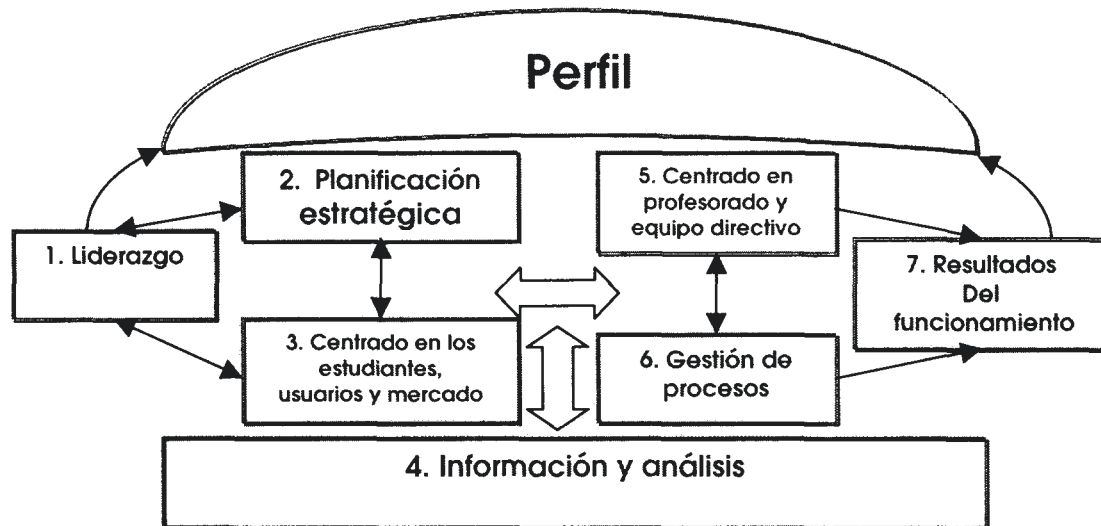 Perfil
2. Planificación
estratégica
5. Centrado en
profesorado y
equipo directivo
1. Liderazgo
7. Resultados
Del
funcionamiento
3. Centrado en los
estudiantes,
usuarios y mercado
6. Gestión de
procesos
4. Información y análisis